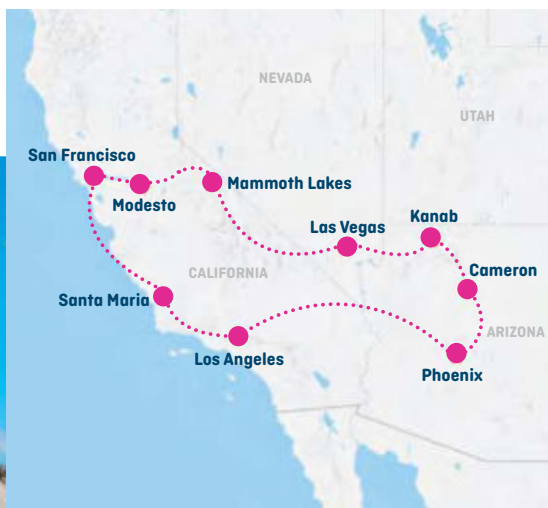 NEVADA
UTAH
San Francisco
Modesto
Mammoth Lakes
Las Vegas
Kanab
Cameron
CALIFORNIA
Santa Maria
Los Angeles
ARIZONA
Phoenix